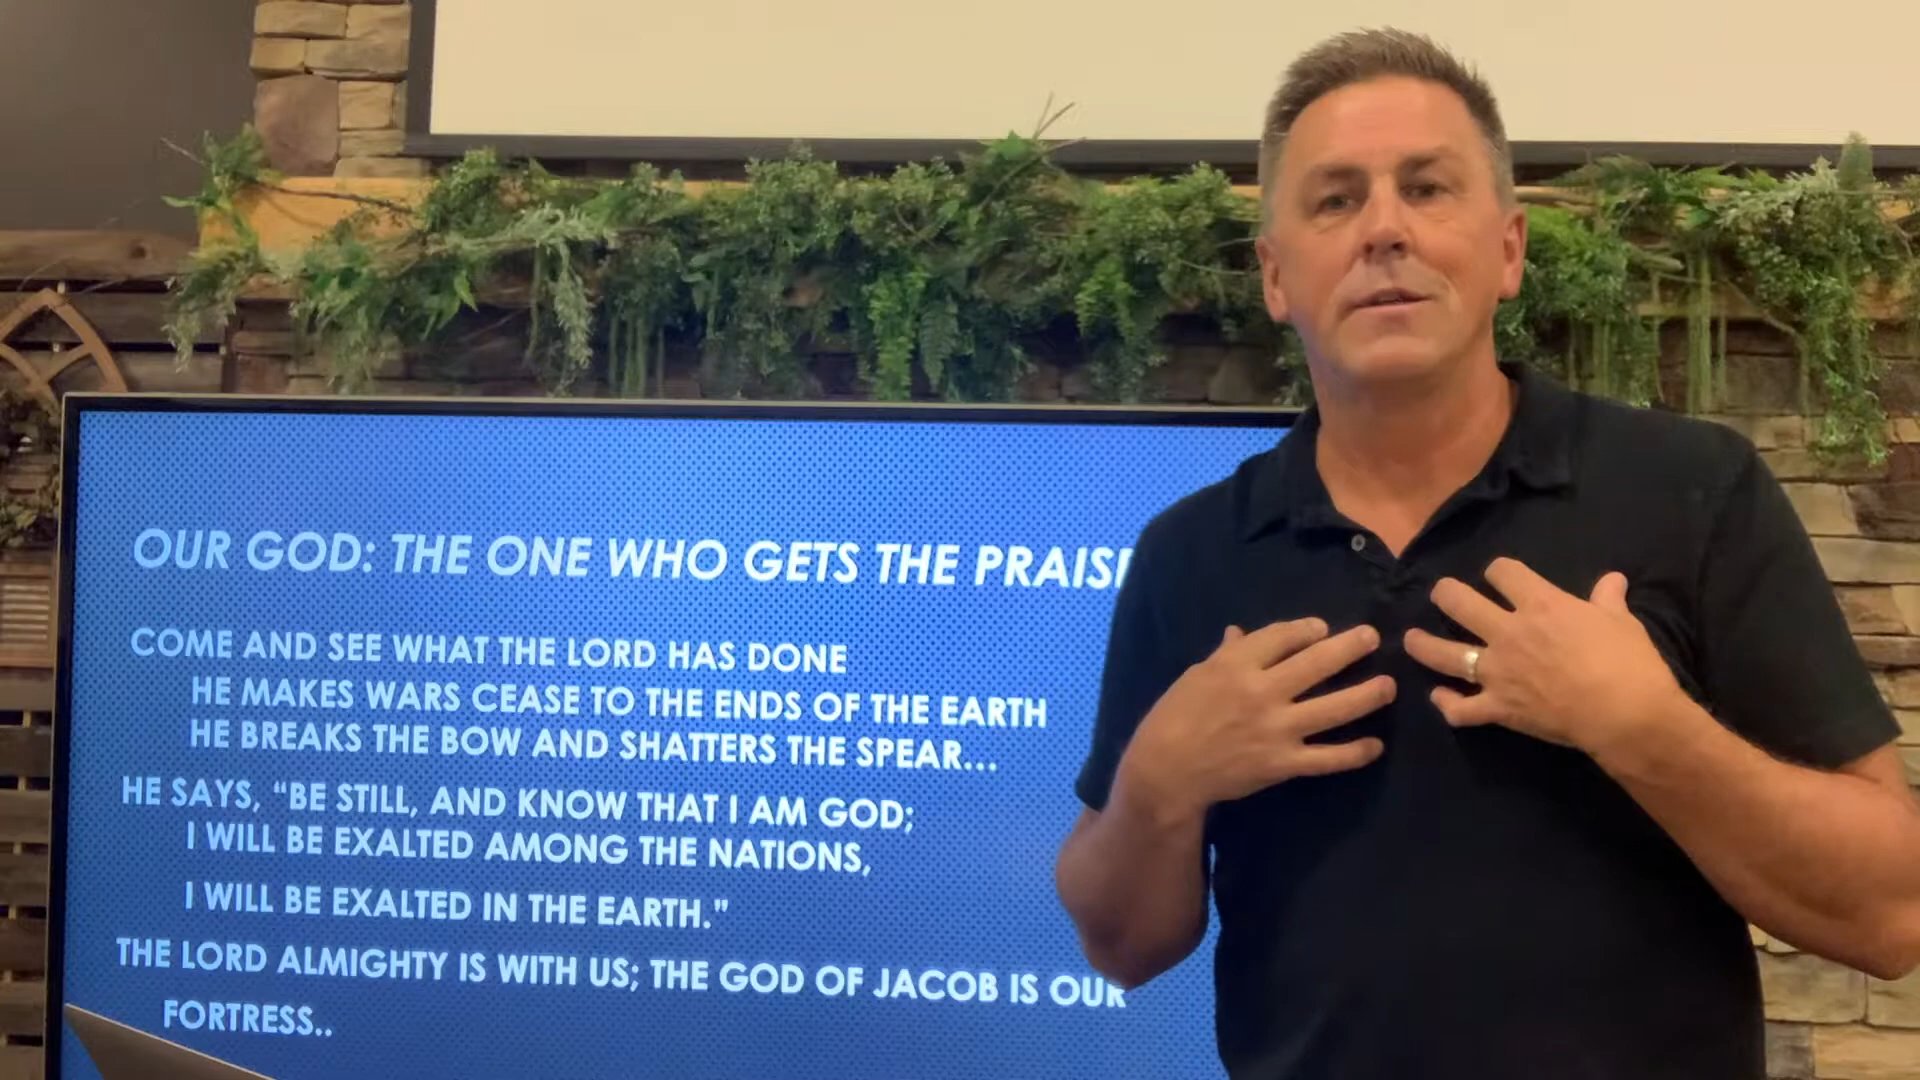 OUR GOD: THE ONE WHO GETS THE PRAISE
COME AND SEE WHAT THE LORD HAS DONE
HE MAKES WARS CEASE TO THE ENDS OF THE EARTH
HE BREAKS THE BOW AND SHATTERS THE SPEAR...
HE SAYS, "BE STILL, AND KNOW THAT I AM GOD;
I WILL BE EXALTED AMONG THE NATIONS,
I WILL BE EXALTED IN THE EARTH."
THE LORD ALMIGHTY IS WITH US; THE GOD OF JACOB IS OUR
FORTRESS..